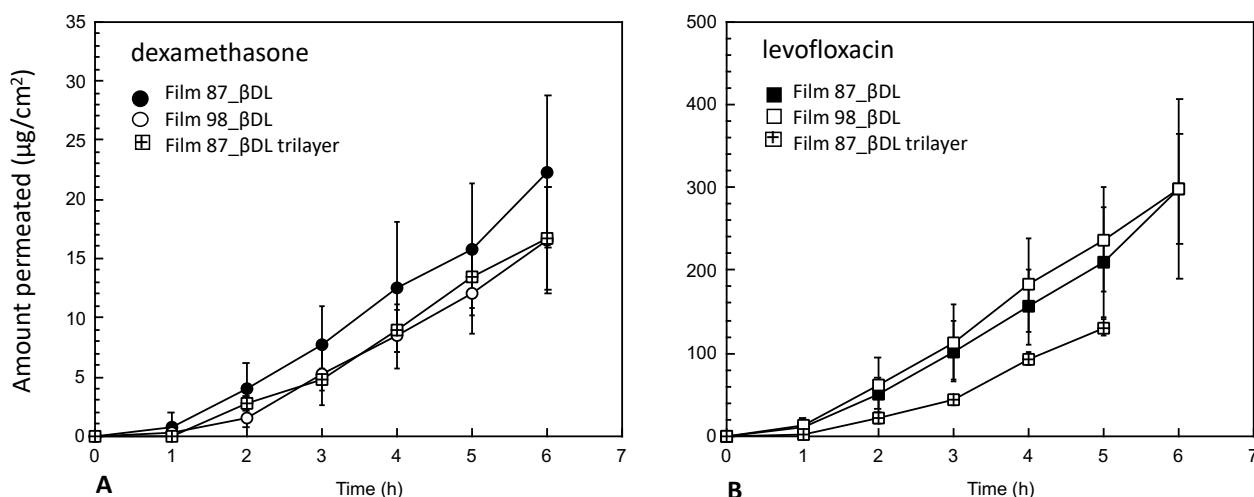 dexamethasone
Film 87_βDL
Film 98_βDL
Film 87_βDL trilayer
Amount permeated (µg/cm²)
35
30
25
20
15
10
5
0
0 1 2 3 4 5 6 7
A
Time (h)
levofloxacin
Film 87_βDL
Film 98_βDL
Film 87_βDL trilayer
500
400
300
200
100
0
0 1 2 3 4 5 6 7
B
Time (h)